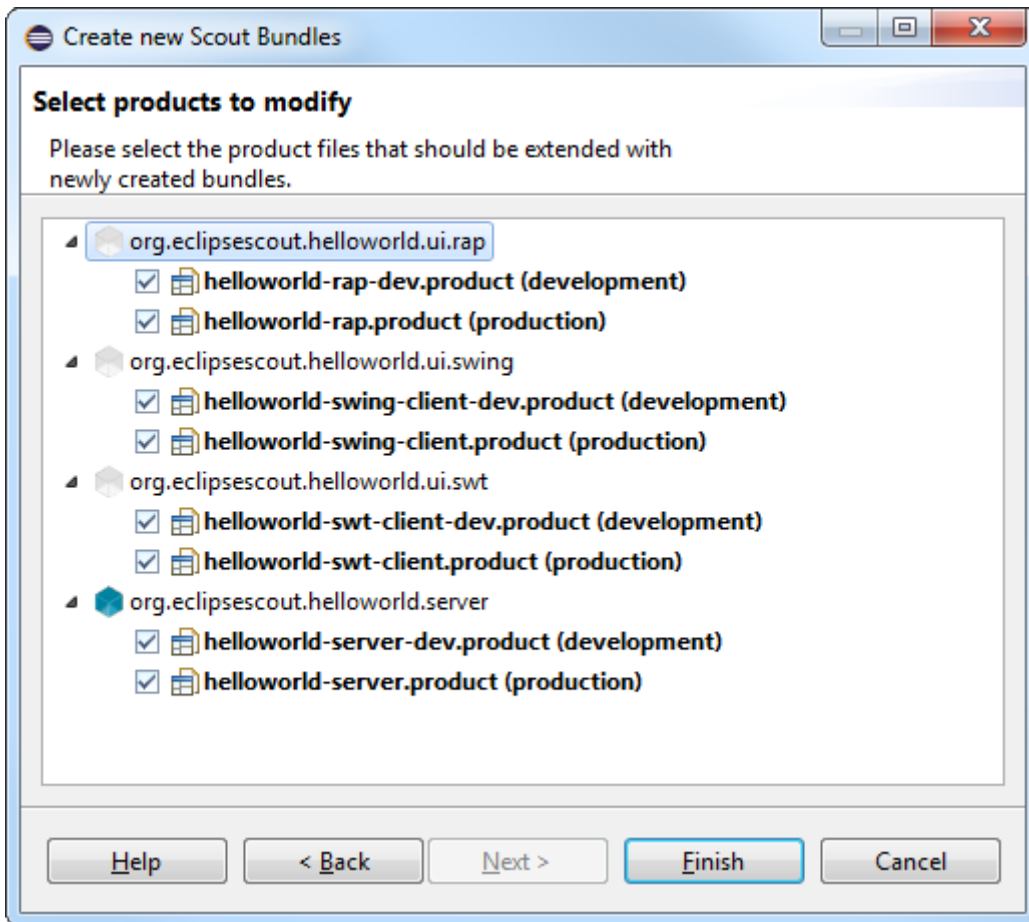 Create new Scout Bundles
Select products to modify
Please select the product files that should be extended with
newly created bundles.
org.eclipsescout.helloworld.ui.rap
helloworld-rap-dev.product (development)
helloworld-rap.product (production)
org.eclipsescout.helloworld.ui.swing
helloworld-swing-client-dev.product (development)
helloworld-swing-client.product (production)
org.eclipsescout.helloworld.ui.swt
helloworld-swt-client-dev.product (development)
helloworld-swt-client.product (production)
org.eclipsescout.helloworld.server
helloworld-server-dev.product (development)
helloworld-server.product (production)
Help < Back Next > Finish Cancel